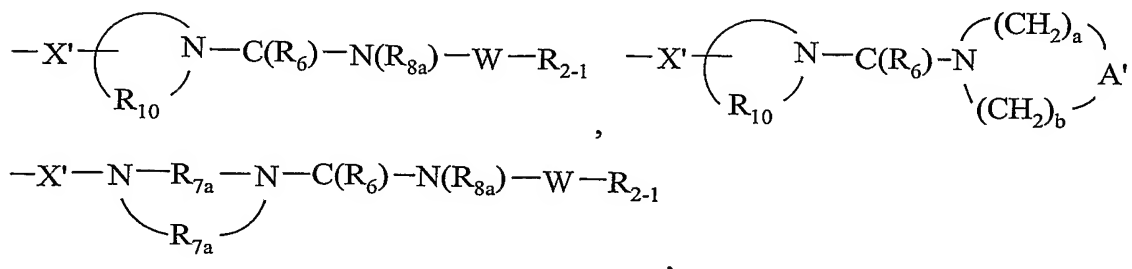 —X'— N—C(R₆)—N(R₈ₐ)—W—R₂₋₁ —X'— N—C(R₆)—N (CH₂)ₐ A'
R₁₀ , R₁₀ (CH₂)b
—X'—N—R₇ₐ—N—C(R₆)—N(R₈ₐ)—W—R₂₋₁
R₇ₐ ,